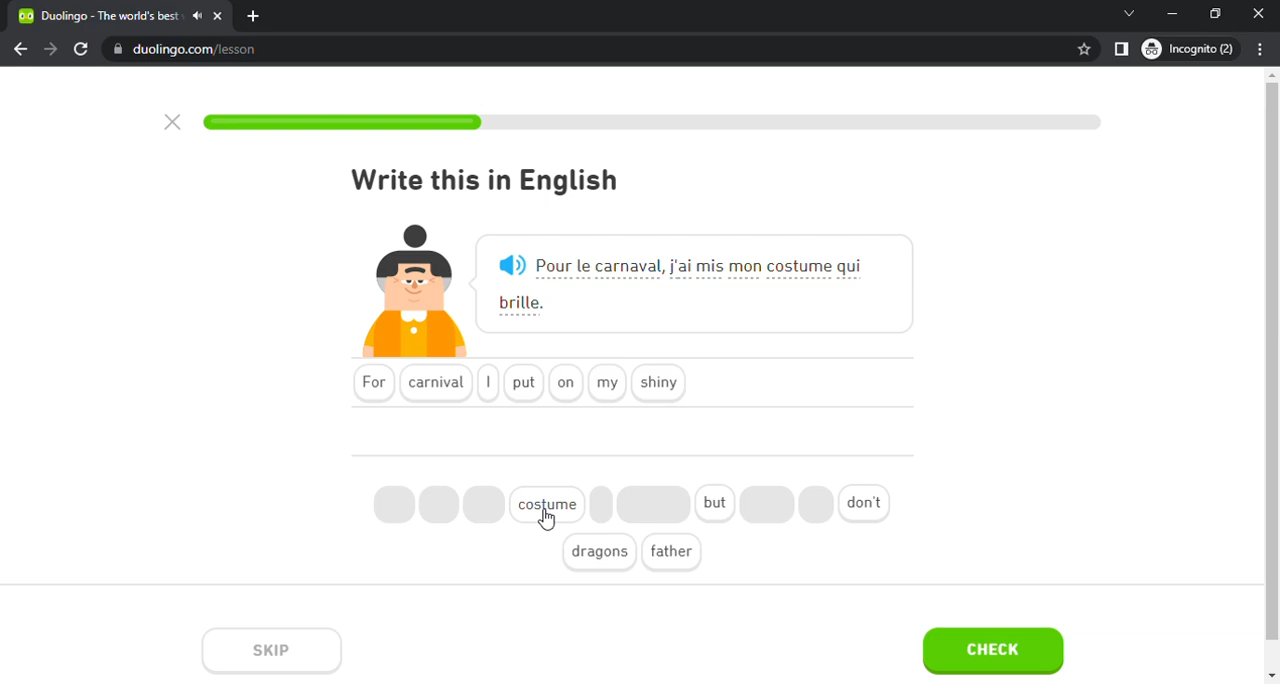 Duolingo - The world's best
duolingo.com/lesson
Incognito (2)
Write this in English
Pour le carnaval, j'ai mis mon costume qui
brille.
For carnival I put on my shiny
costume but don't
dragons father
SKIP
CHECK